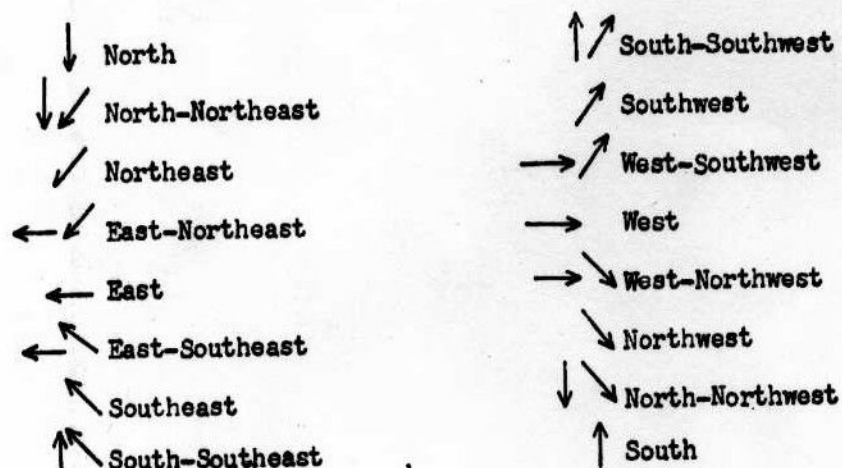 ↓ North
↓↙ North-Northeast
↙ Northeast
←↙ East-Northeast
← East
←↖ East-Southeast
↖ Southeast
↑↖ South-Southeast
↑↗ South-Southwest
↗ Southwest
→↗ West-Southwest
→ West
→↘ West-Northwest
↘ Northwest
↓↘ North-Northwest
↑ South